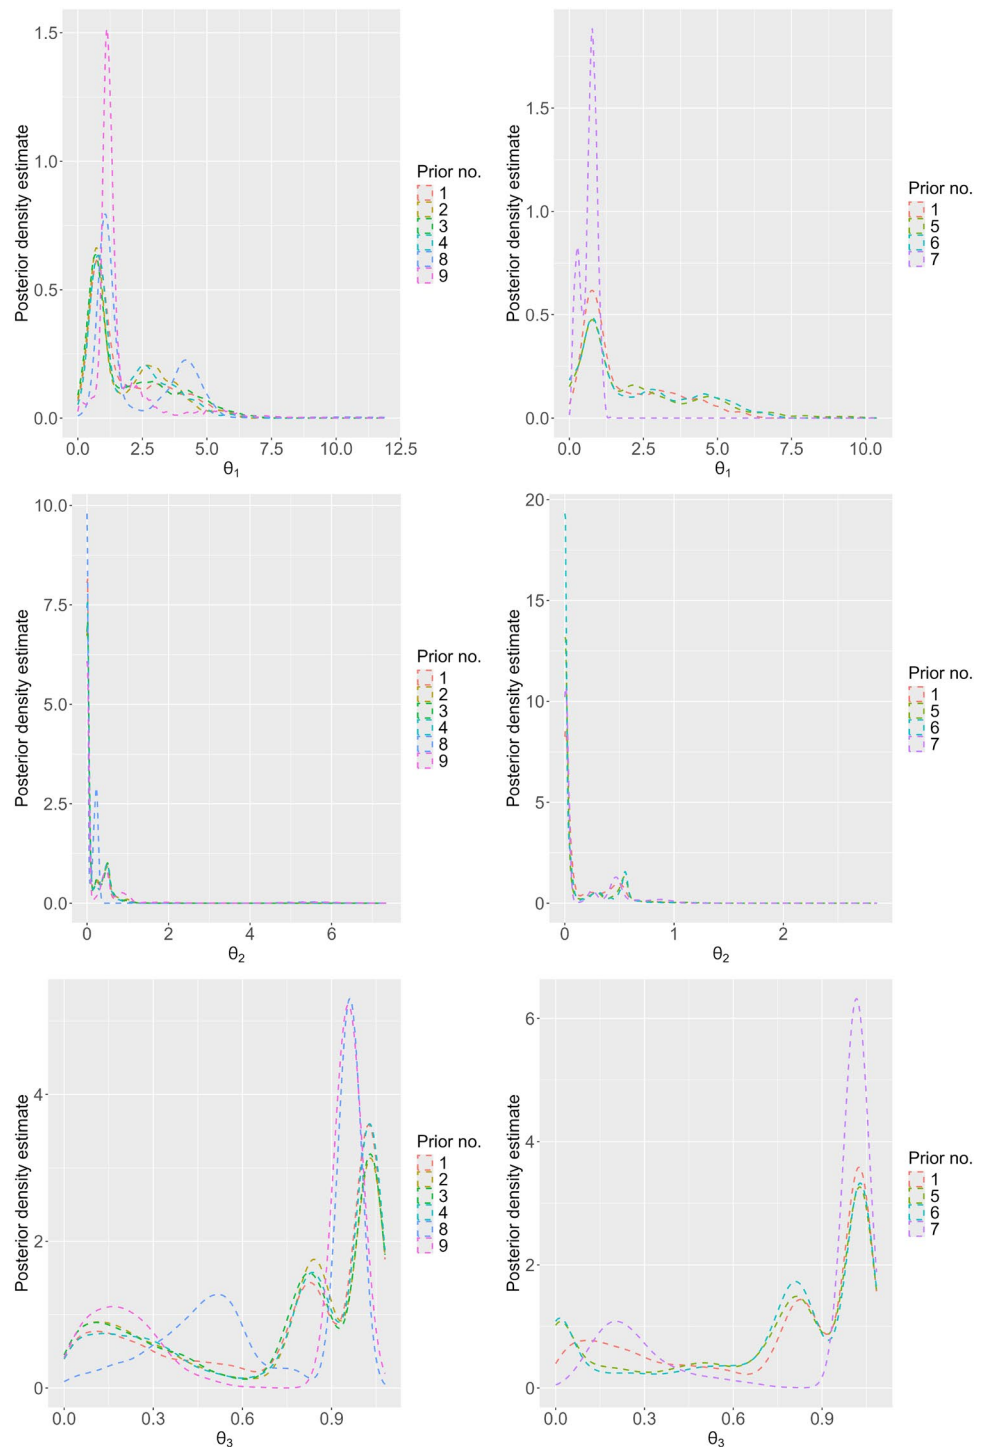 Posterior density estimate
1.5
1.0
0.5
0.0
0.0 2.5 5.0 7.5 10.0 12.5
θ1
Prior no.
1
2
3
4
8
9
Posterior density estimate
1.5
1.0
0.5
0.0
0.0 2.5 5.0 7.5 10.0
θ1
Prior no.
1
5
6
7
Posterior density estimate
10.0
7.5
5.0
2.5
0.0
0 2 4 6
θ2
Prior no.
1
2
3
4
8
9
Posterior density estimate
20
15
10
5
0
0 1 2
θ2
Prior no.
1
5
6
7
Posterior density estimate
4
2
0
0.0 0.3 0.6 0.9
θ3
Prior no.
1
2
3
4
8
9
Posterior density estimate
6
4
2
0
0.0 0.3 0.6 0.9
θ3
Prior no.
1
5
6
7